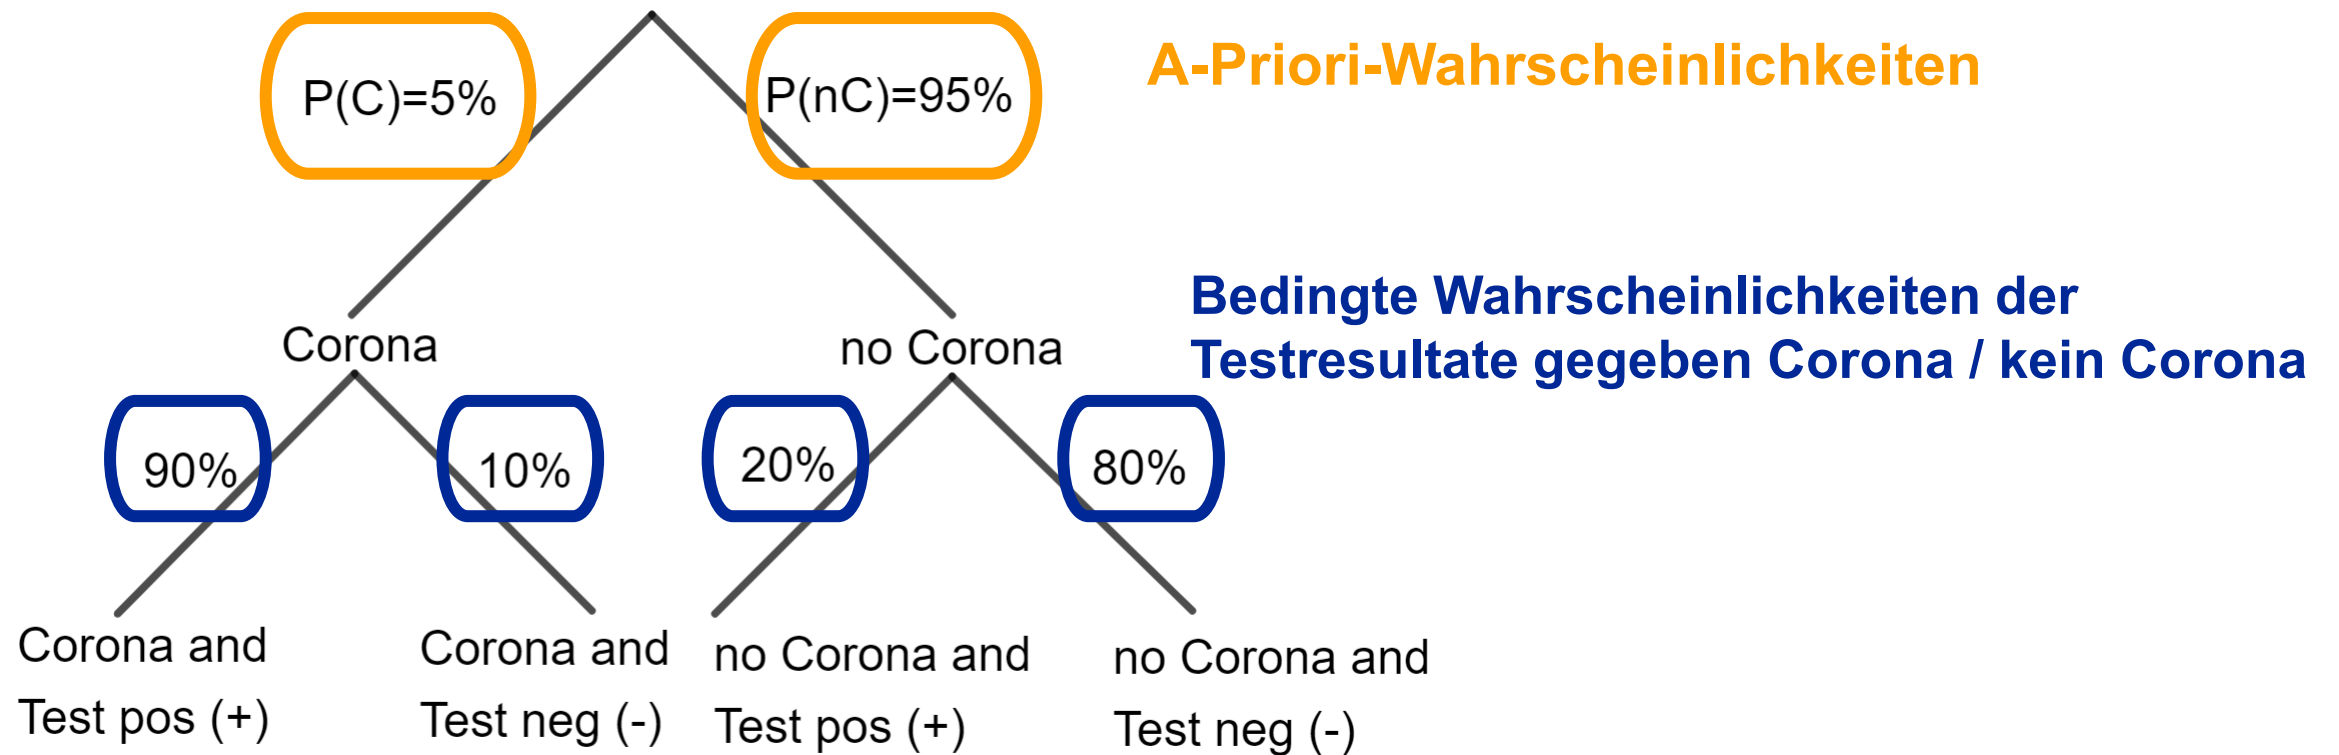 P(C)=5%
P(nC)=95%
A-Priori-Wahrscheinlichkeiten
Bedingte Wahrscheinlichkeiten der
Testresultate gegeben Corona / kein Corona
Corona
no Corona
90%
10%
20%
80%
Corona and
Test pos (+)
Corona and
Test neg (-)
no Corona and
Test pos (+)
no Corona and
Test neg (-)